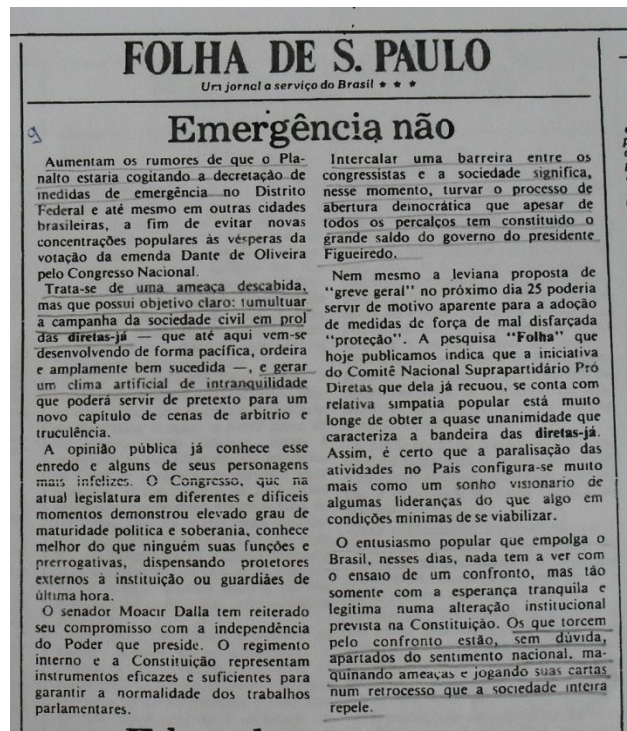 FOLHA DE S. PAULO
Um jornal a serviço do Brasil ★ ★ ★
9
Emergência não
Aumentam os rumores de que o Pla-
nalto estaria cogitando a decretação de
medidas de emergência no Distrito
Federal e até mesmo em outras cidades
brasileiras, a fim de evitar novas
concentrações populares às vésperas da
votação da emenda Dante de Oliveira
pelo Congresso Nacional.
Trata-se de uma ameaça descabida,
mas que possui objetivo claro: tumultuar
a campanha da sociedade civil em prol
das diretas-já — que até aqui vem-se
desenvolvendo de forma pacífica, ordeira
e amplamente bem sucedida —, e gerar
um clima artificial de intranquilidade
que poderá servir de pretexto para um
novo capítulo de cenas de arbítrio e
truculência.
A opinião pública já conhece esse
enredo e alguns de seus personagens
mais infelizes. O Congresso, que na
atual legislatura em diferentes e difíceis
momentos demonstrou elevado grau de
maturidade política e soberania, conhece
melhor do que ninguém suas funções e
prerrogativas, dispensando protetores
externos à instituição ou guardiães de
última hora.
O senador Moacir Dalla tem reiterado
seu compromisso com a independência
do Poder que preside. O regimento
interno e a Constituição representam
instrumentos eficazes e suficientes para
garantir a normalidade dos trabalhos
parlamentares.
Intercalar uma barreira entre os
congressistas e a sociedade significa,
nesse momento, turvar o processo de
abertura democrática que apesar de
todos os percalços tem constituído o
grande saldo do governo do presidente
Figueiredo.
Nem mesmo a leviana proposta de
"greve geral" no próximo dia 25 poderia
servir de motivo aparente para a adoção
de medidas de força de mal disfarçada
"proteção". A pesquisa "Folha" que
hoje publicamos indica que a iniciativa
do Comitê Nacional Suprapartidário Pró
Diretas que dela já recuou, se conta com
relativa simpatia popular está muito
longe de obter a quase unanimidade que
caracteriza a bandeira das diretas-já.
Assim, é certo que a paralisação das
atividades no País configura-se muito
mais como um sonho visionario de
algumas lideranças do que algo em
condições mínimas de se viabilizar.
O entusiasmo popular que empolga o
Brasil, nesses dias, nada tem a ver com
o ensaio de um confronto, mas tão
somente com a esperança tranquila e
legítima numa alteração institucional
prevista na Constituição. Os que torcem
pelo confronto estão, sem dúvida,
apartados do sentimento nacional, ma-
quinando ameaças e jogando suas cartas
num retrocesso que a sociedade inteira
repele.